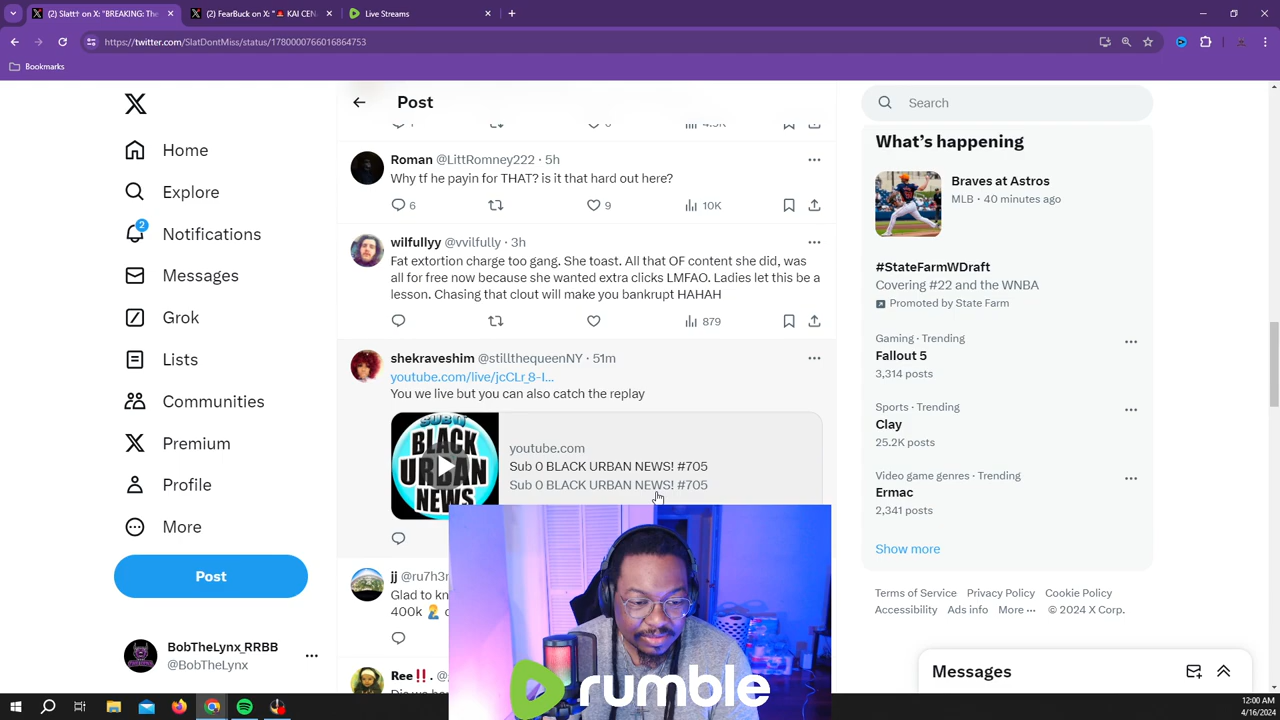 (2) Slatt† on X: "BREAKING: The
(2) FearBuck on X: "🚨 KAI CEN
Live Streams
https://twitter.com/SlatDontMiss/status/1780000766016864753
Bookmarks
Home
Explore
2
Notifications
Messages
Grok
Lists
Communities
Premium
Profile
More
Post
BobTheLynx_RRBB
@BobTheLynx
Post
Roman @LittRomney222 · 5h
Why tf he payin for THAT? is it that hard out here?
6 9 10K
wilfullyy @vvilfully · 3h
Fat extortion charge too gang. She toast. All that OF content she did, was
all for free now because she wanted extra clicks LMFAO. Ladies let this be a
lesson. Chasing that clout will make you bankrupt HAHAH
879
shekraveshim @stillthequeenNY · 51m
youtube.com/live/jcCLr_8-I...
You we live but you can also catch the replay
SUB 0
BLACK
URBAN
NEWS
youtube.com
Sub 0 BLACK URBAN NEWS! #705
Sub 0 BLACK URBAN NEWS! #705
jj @ru7h3r
Glad to kn
400k 🤦‍♂️
Ree‼️.
rumble
Search
What's happening
Braves at Astros
MLB · 40 minutes ago
#StateFarmWDraft
Covering #22 and the WNBA
Promoted by State Farm
Gaming · Trending
Fallout 5
3,314 posts
Sports · Trending
Clay
25.2K posts
Video game genres · Trending
Ermac
2,341 posts
Show more
Terms of Service Privacy Policy Cookie Policy
Accessibility Ads info More ··· © 2024 X Corp.
Messages
12:00 AM
4/16/2024